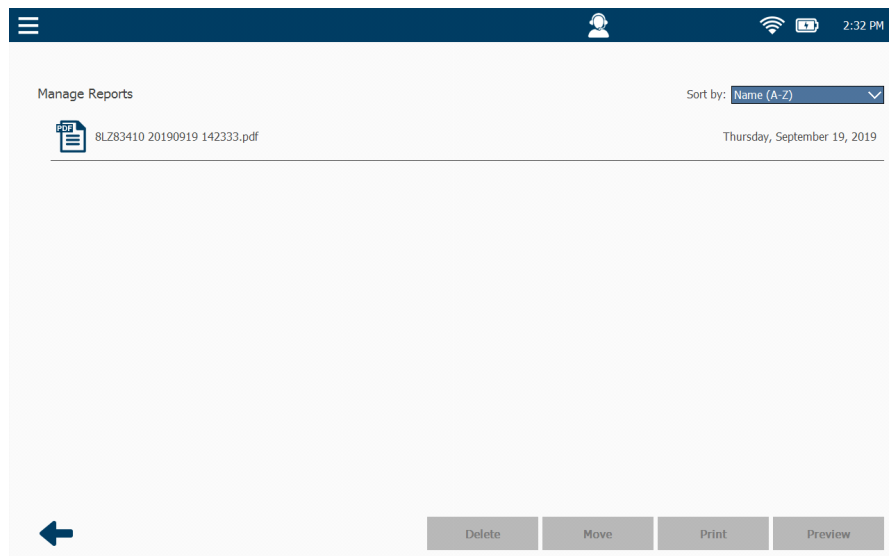 2:32 PM
Manage Reports
Sort by: Name (A-Z)
PDF
8LZ83410 20190919 142333.pdf
Thursday, September 19, 2019
Delete
Move
Print
Preview